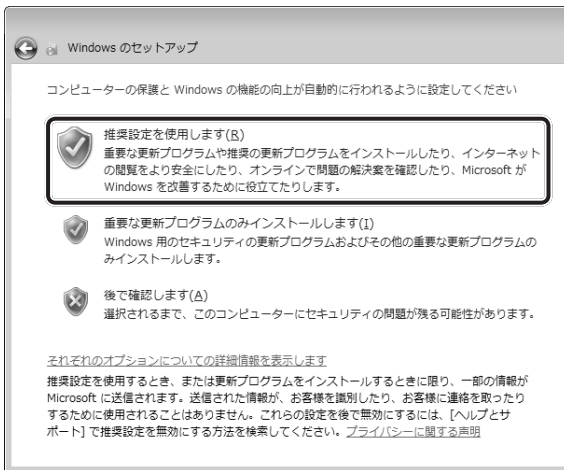 Windows のセットアップ
コンピューターの保護と Windows の機能の向上が自動的に行われるように設定してください
推奨設定を使用します(R)
重要な更新プログラムや推奨の更新プログラムをインストールしたり、インターネット
の閲覧をより安全にしたり、オンラインで問題の解決案を確認したり、Microsoft が
Windows を改善するために役立てたりします。
重要な更新プログラムのみインストールします(I)
Windows 用のセキュリティの更新プログラムおよびその他の重要な更新プログラムの
みインストールします。
後で確認します(A)
選択されるまで、このコンピューターにセキュリティの問題が残る可能性があります。
それぞれのオプションについての詳細情報を表示します
推奨設定を使用するとき、または更新プログラムをインストールするときに限り、一部の情報が
Microsoft に送信されます。送信された情報が、お客様を識別したり、お客様に連絡を取ったり
するために使用されることはありません。これらの設定を後で無効にするには、[ヘルプとサ
ポート] で推奨設定を無効にする方法を検索してください。プライバシーに関する声明